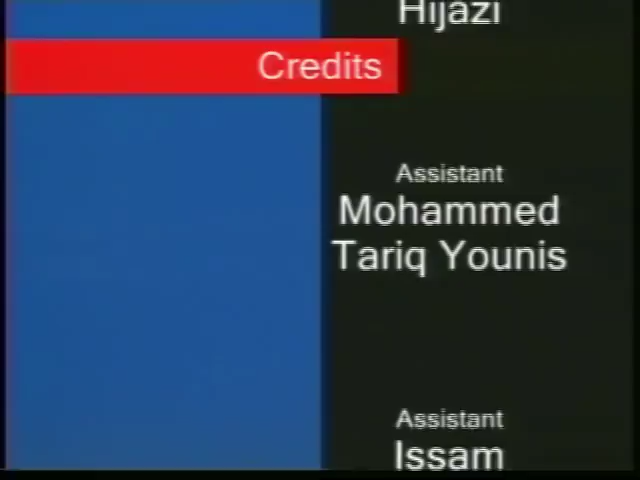 Hijazi
Credits
Assistant
Mohammed
Tariq Younis
Assistant
Issam